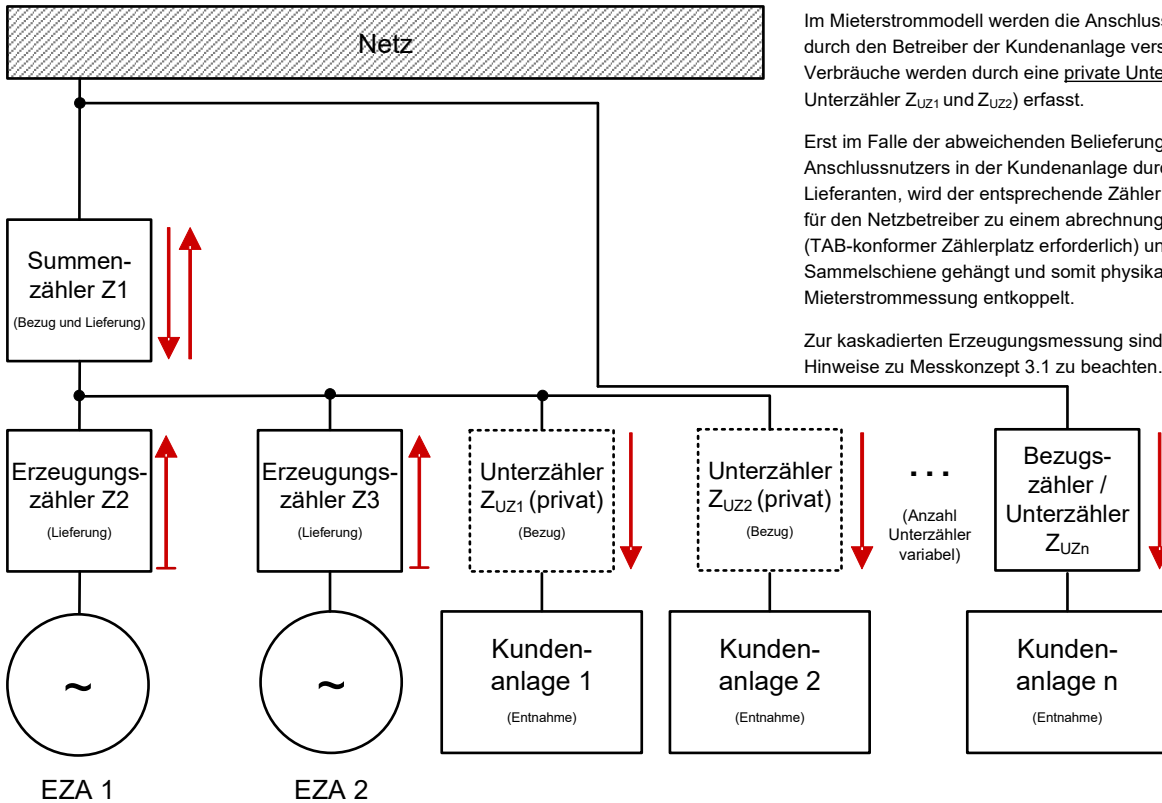 Netz
Im Mieterstrommodell werden die Anschluss
durch den Betreiber der Kundenanlage vers
Verbräuche werden durch eine private Unte
Unterzähler ZUZ1 und ZUZ2) erfasst.
Erst im Falle der abweichenden Belieferung
Anschlussnutzers in der Kundenanlage durc
Lieferanten, wird der entsprechende Zähler
für den Netzbetreiber zu einem abrechnung
(TAB-konformer Zählerplatz erforderlich) un
Sammelschiene gehängt und somit physika
Mieterstrommessung entkoppelt.
Zur kaskadierten Erzeugungsmessung sind
Hinweise zu Messkonzept 3.1 zu beachten.
Summen-
zähler Z1
(Bezug und Lieferung)
Erzeugungs-
zähler Z2
(Lieferung)
Erzeugungs-
zähler Z3
(Lieferung)
Unterzähler
ZUZ1 (privat)
(Bezug)
Unterzähler
ZUZ2 (privat)
(Bezug)
...
(Anzahl
Unterzähler
variabel)
Bezugs-
zähler /
Unterzähler
ZUZn
~
~
Kunden-
anlage 1
(Entnahme)
Kunden-
anlage 2
(Entnahme)
Kunden-
anlage n
(Entnahme)
EZA 1
EZA 2